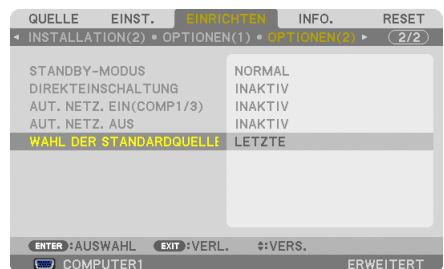 QUELLE EINST. EINRICHTEN INFO. RESET
INSTALLATION(2) OPTIONEN(1) OPTIONEN(2) 2/2
STANDBY-MODUS NORMAL
DIREKTEINSCHALTUNG INAKTIV
AUT. NETZ. EIN(COMP1/3) INAKTIV
AUT. NETZ. AUS INAKTIV
WAHL DER STANDARDQUELLE LETZTE
ENTER :AUSWAHL EXIT :VERL. :VERS.
COMPUTER1 ERWEITERT